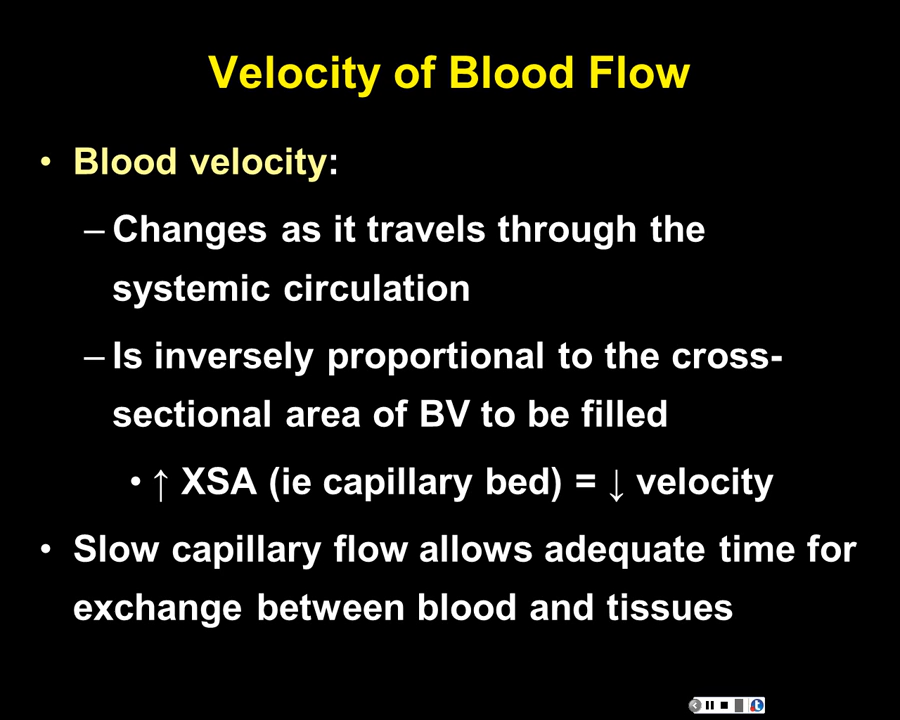 Velocity of Blood Flow
• Blood velocity:
– Changes as it travels through the
systemic circulation
– Is inversely proportional to the cross-
sectional area of BV to be filled
• ↑ XSA (ie capillary bed) = ↓ velocity
• Slow capillary flow allows adequate time for
exchange between blood and tissues